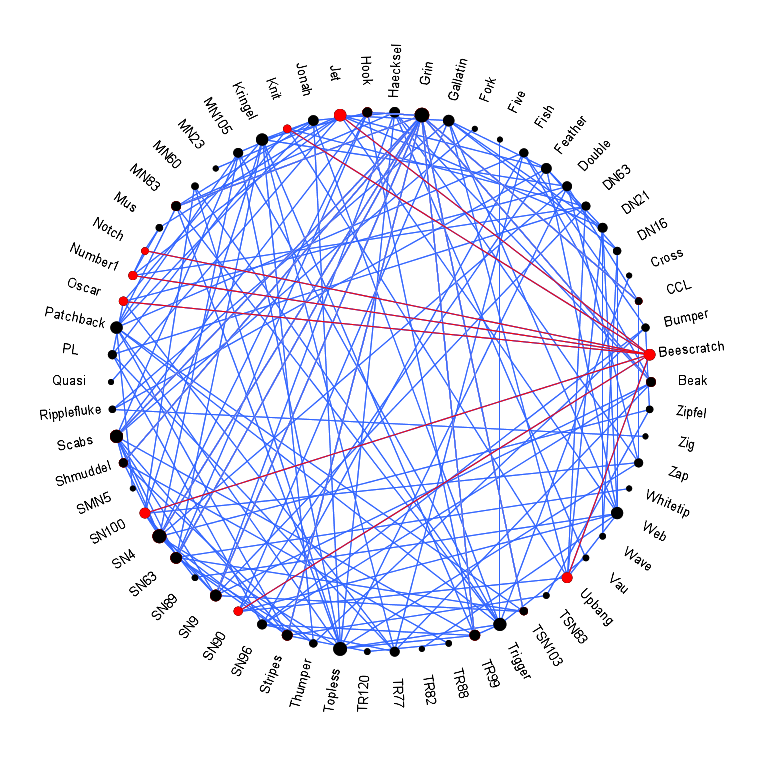 Beak
Beescratch
Bumper
CCL
Cross
DN16
DN21
DN63
Double
Feather
Fish
Five
Fork
Gallatin
Grin
Haecksel
Hook
Jet
Jonah
Knit
Kringel
MN105
MN23
MN60
MN83
Mus
Notch
Number1
Oscar
Patchback
PL
Quasi
Ripplefluke
Scabs
Shmuddel
SMN5
SN100
SN4
SN63
SN89
SN9
SN90
SN96
Stripes
Thumper
Topless
TR120
TR77
TR82
TR88
TR99
Trigger
TSN103
TSN83
Upbang
Vau
Wave
Web
Whitetip
Zap
Zig
Zipfel